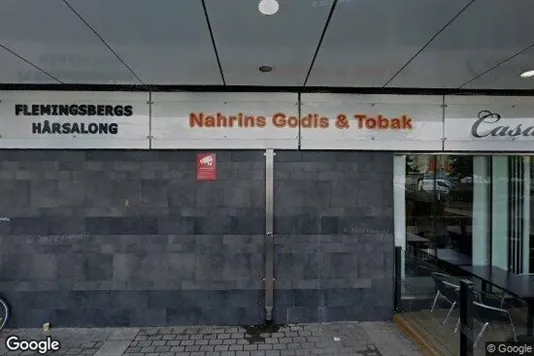 FLEMINGSBERGS
HÅRSALONG
Nahrins Godis & Tobak
Casa
Google
© Google